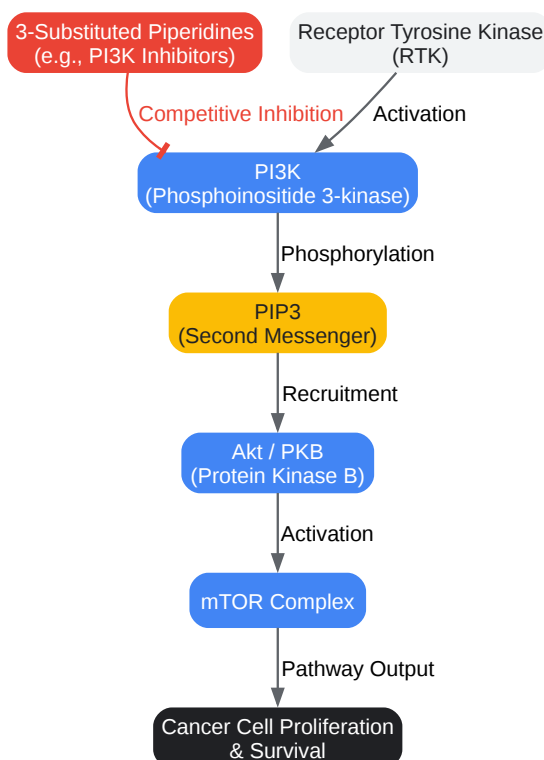 3-Substituted Piperidines
(e.g., PI3K Inhibitors)
Receptor Tyrosine Kinase
(RTK)
Competitive Inhibition
Activation
PI3K
(Phosphoinositide 3-kinase)
Phosphorylation
PIP3
(Second Messenger)
Recruitment
Akt / PKB
(Protein Kinase B)
Activation
mTOR Complex
Pathway Output
Cancer Cell Proliferation
& Survival